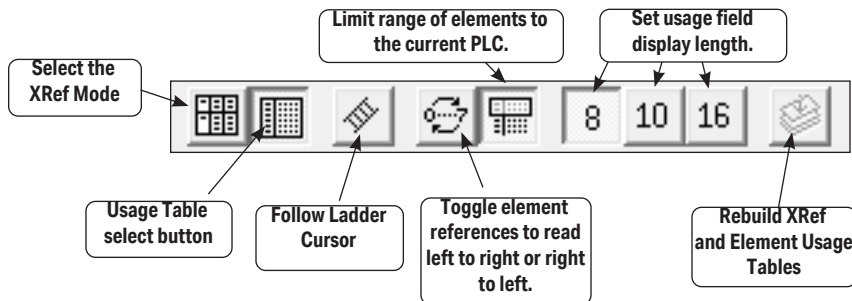 Limit range of elements to
the current PLC.
Set usage field
display length.
Select the
XRef Mode
8
10
16
Usage Table
select button
Follow Ladder
Cursor
Toggle element
references to read
left to right or right
to left.
Rebuild XRef
and Element Usage
Tables